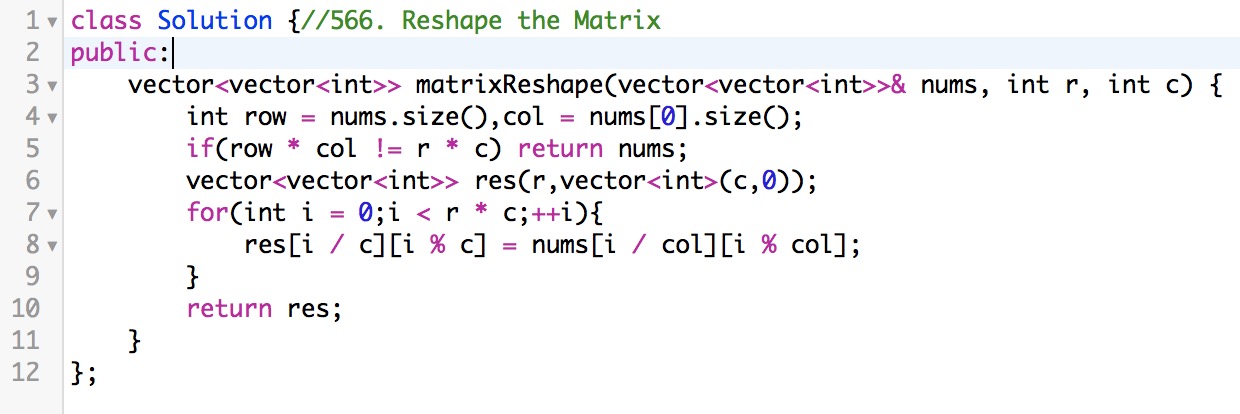 1 class Solution {//566. Reshape the Matrix
2 public:
3     vector<vector<int>> matrixReshape(vector<vector<int>>& nums, int r, int c) {
4         int row = nums.size(),col = nums[0].size();
5         if(row * col != r * c) return nums;
6         vector<vector<int>> res(r,vector<int>(c,0));
7         for(int i = 0;i < r * c;++i){
8             res[i / c][i % c] = nums[i / col][i % col];
9         }
10         return res;
11     }
12 };